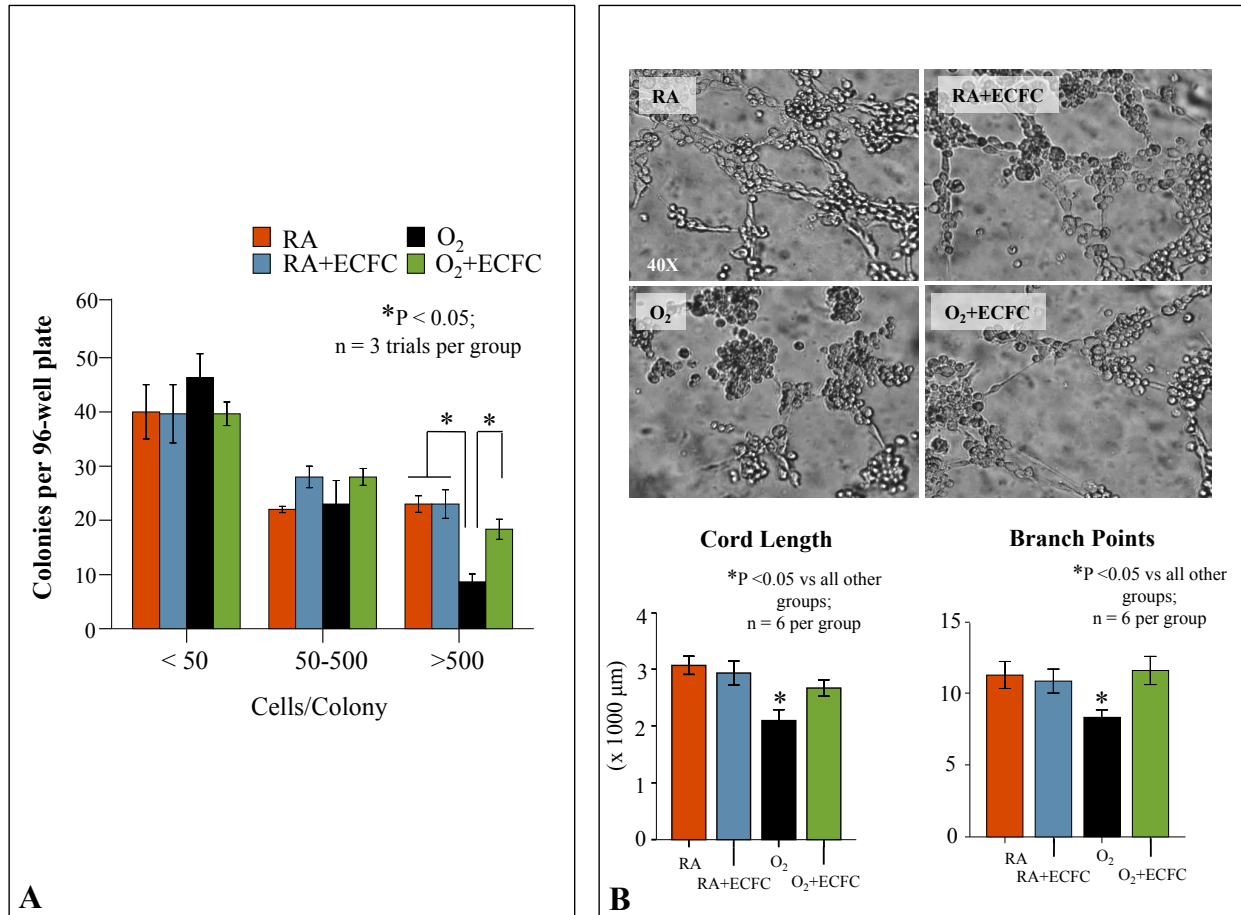 RA
O₂
RA+ECFC
O₂+ECFC
*P < 0.05;
n = 3 trials per group
Colonies per 96-well plate
60
50
40
30
20
10
0
*
*
< 50
50-500
>500
Cells/Colony
A
RA
40X
RA+ECFC
O₂
O₂+ECFC
Cord Length
*P <0.05 vs all other
groups;
n = 6 per group
(x 1000 µm)
4
3
2
1
0
*
RA
RA+ECFC
O₂
O₂+ECFC
Branch Points
*P <0.05 vs all other
groups;
n = 6 per group
15
10
5
0
*
RA
RA+ECFC
O₂
O₂+ECFC
B